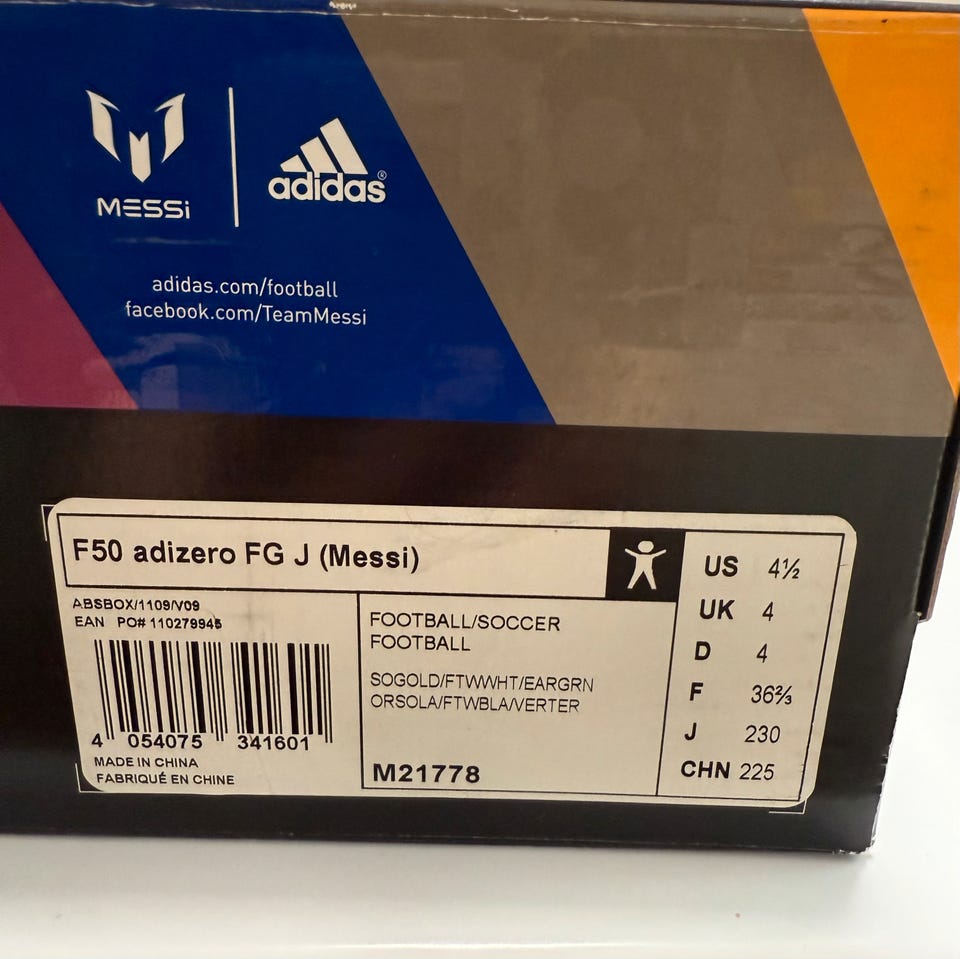 MESSi
adidas®
adidas.com/football
facebook.com/TeamMessi
F50 adizero FG J (Messi)
ABSBOX/1109/V09
EAN PO# 110279945
4 054075 341601
MADE IN CHINA
FABRIQUÉ EN CHINE
FOOTBALL/SOCCER
FOOTBALL
SOGOLD/FTWWHT/EARGRN
ORSOLA/FTWBLA/VERTER
M21778
US 4½
UK 4
D 4
F 36⅔
J 230
CHN 225